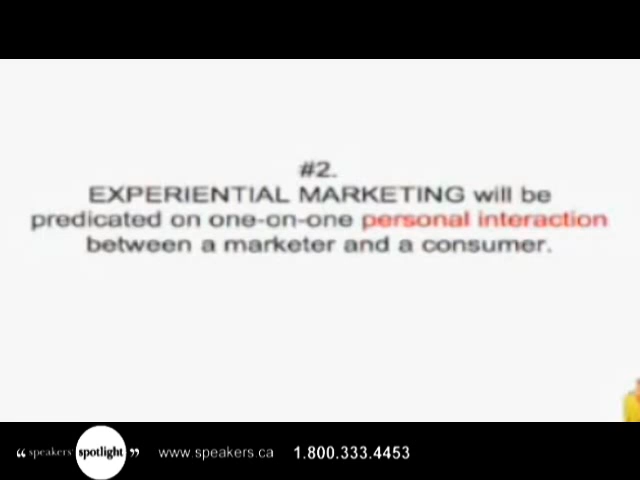 #2.
EXPERIENTIAL MARKETING will be
predicated on one-on-one personal interaction
between a marketer and a consumer.
“ speakers' spotlight ” www.speakers.ca 1.800.333.4453